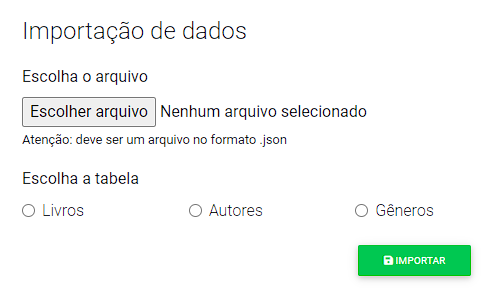 Importação de dados
Escolha o arquivo
Escolher arquivo Nenhum arquivo selecionado
Atenção: deve ser um arquivo no formato .json
Escolha a tabela
Livros Autores Gêneros
IMPORTAR